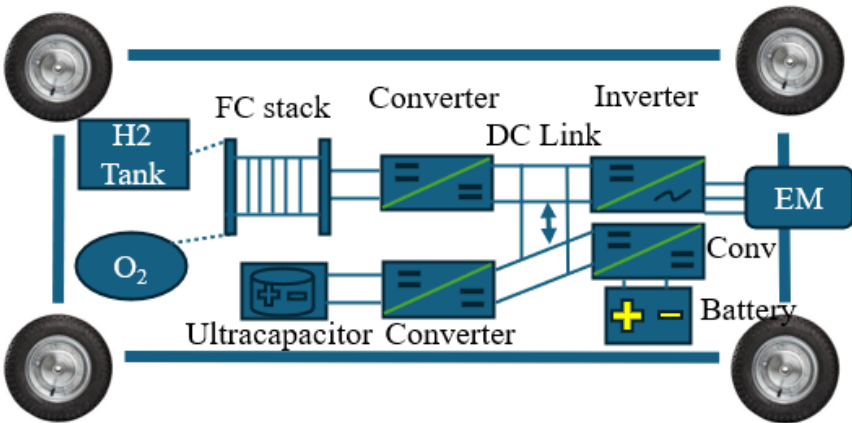 FC stack
Converter
Inverter
H2
Tank
DC Link
EM
O2
Conv
Ultracapacitor
Converter
Battery